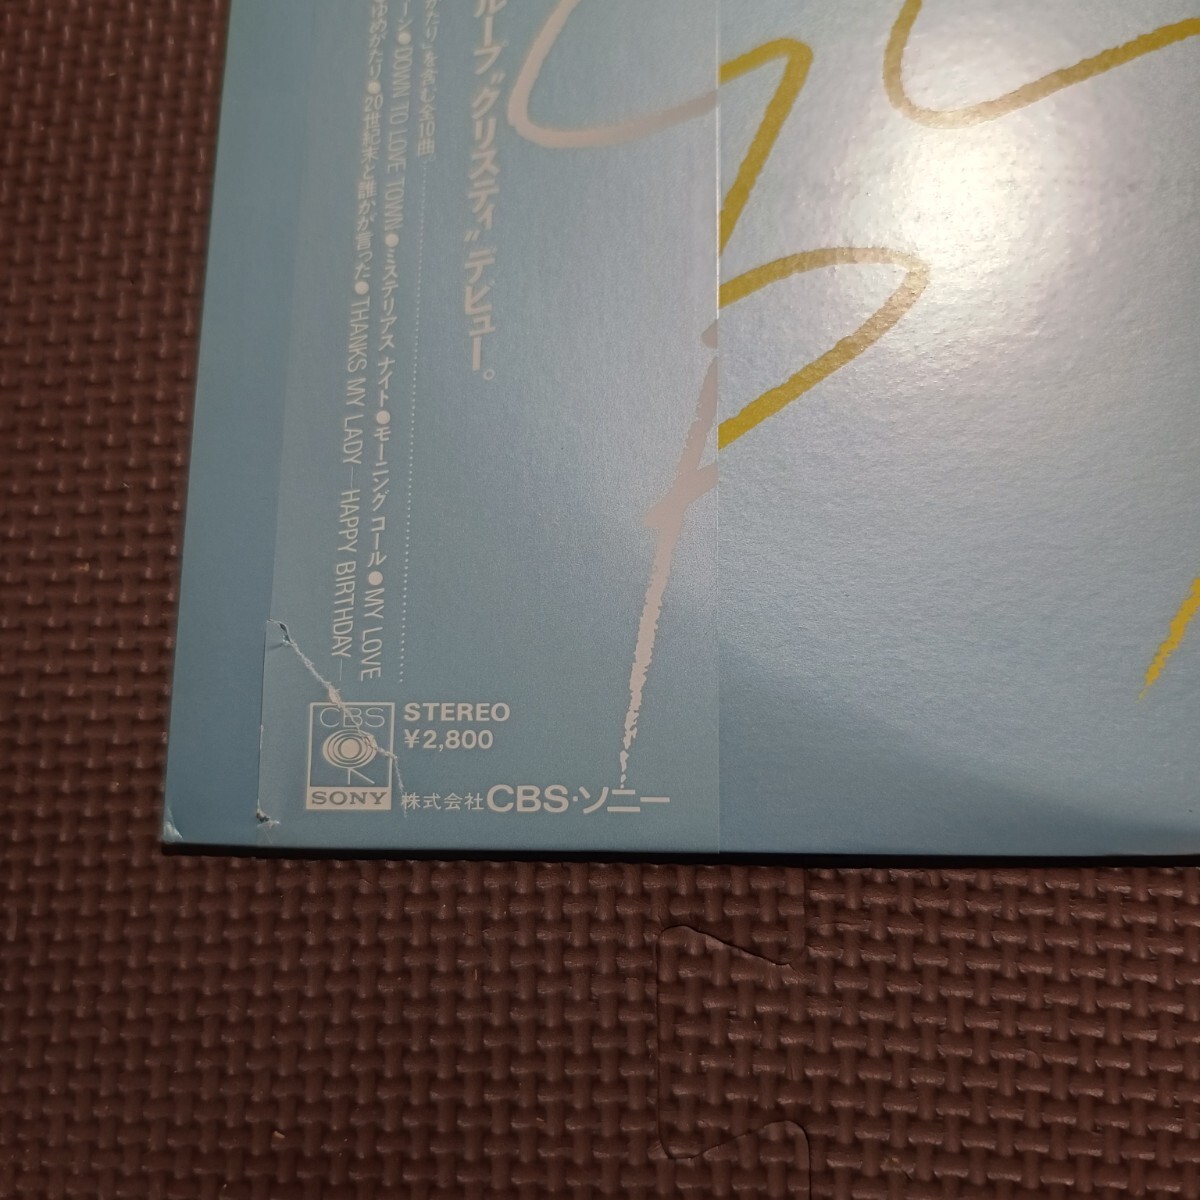 ループ“クリスティ”デビュー。
かたり」を含む全10曲
ーン●DOWN TO LOVE TOWN●ミステリアス ナイト●モーニング コール●MY LOVE
ゆめがたり●20世紀末と誰かが言った●THANKS MY LADY—HAPPY BIRTHDAY—
CBS
SONY
STEREO
¥2,800
株式会社CBS・ソニー